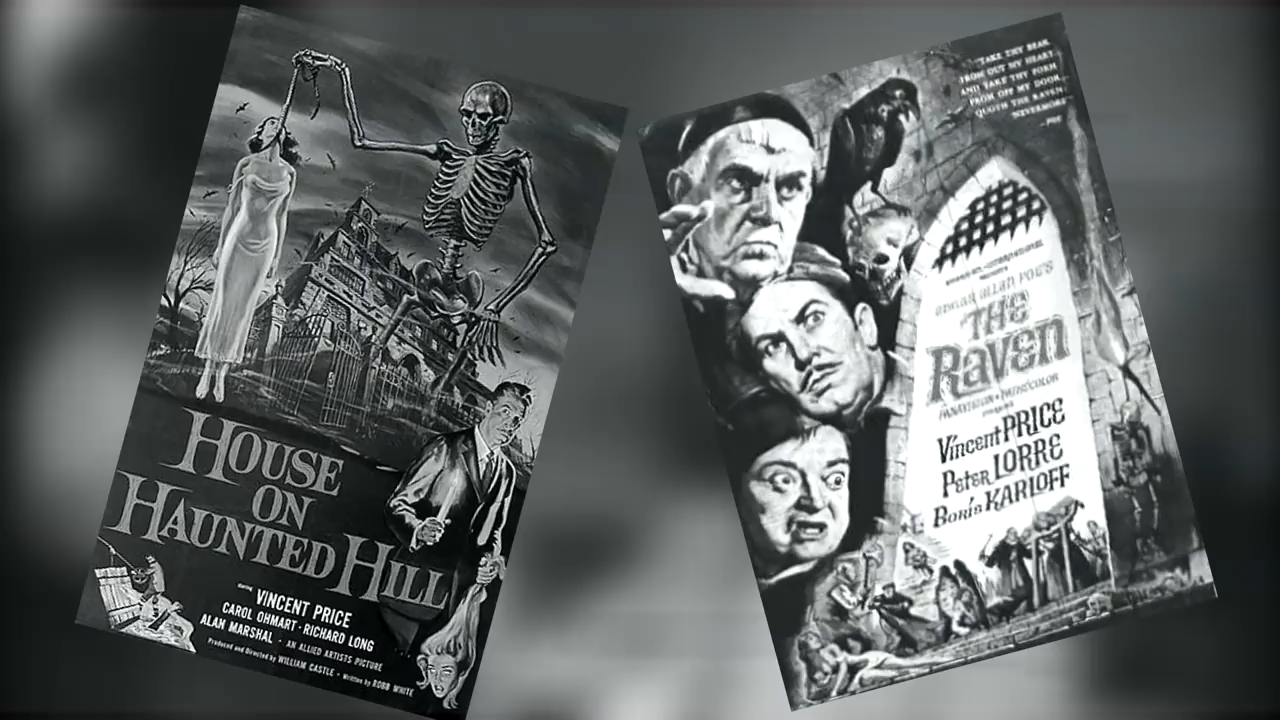 HOUSE
ON
HAUNTED HILL
starring VINCENT PRICE
CAROL OHMART · RICHARD LONG
ALAN MARSHAL · AN ALLIED ARTISTS PICTURE
Produced and Directed by WILLIAM CASTLE · Written by ROBB WHITE
"TAKE THY BEAK
FROM OUT MY HEART
AND TAKE THY FORM
FROM OFF MY DOOR.
QUOTH THE RAVEN
NEVERMORE"
—POE
EDGAR ALLAN POE'S
THE
RAVEN
PANAVISION · PATHÉCOLOR
Vincent PRICE
Peter LORRE
Boris KARLOFF